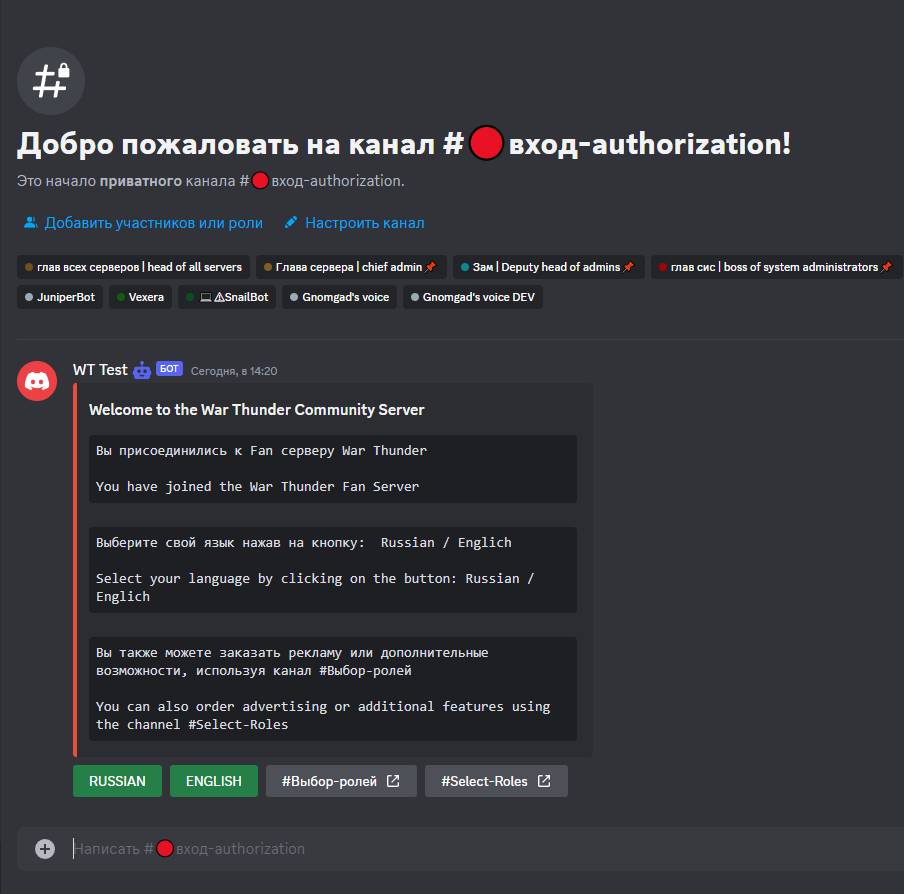 Добро пожаловать на канал #🔴вход-authorization!
Это начало приватного канала #🔴вход-authorization.
Добавить участников или роли Настроить канал
глав всех серверов | head of all servers Глава сервера | chief admin📌 Зам | Deputy head of admins📌 глав сис | boss of system administrators📌
JuniperBot Vexera 💻⚠SnailBot Gnomgad's voice Gnomgad's voice DEV
WT Test БОТ Сегодня, в 14:20
Welcome to the War Thunder Community Server
Вы присоединились к Fan серверу War Thunder
You have joined the War Thunder Fan Server
Выберите свой язык нажав на кнопку: Russian / Englich
Select your language by clicking on the button: Russian /
Englich
Вы также можете заказать рекламу или дополнительные
возможности, используя канал #Выбор-ролей
You can also order advertising or additional features using
the channel #Select-Roles
RUSSIAN ENGLISH #Выбор-ролей #Select-Roles
Написать #🔴вход-authorization